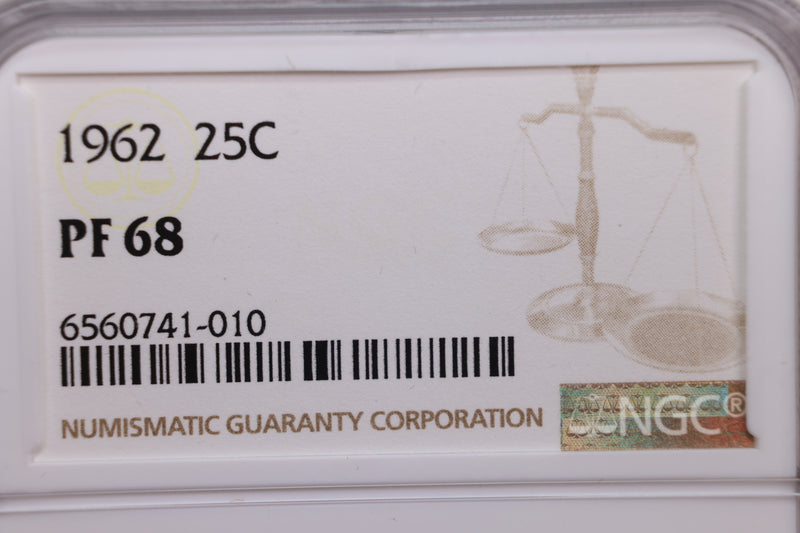 1962 25C
PF 68
6560741-010
NUMISMATIC GUARANTY CORPORATION
NGC®